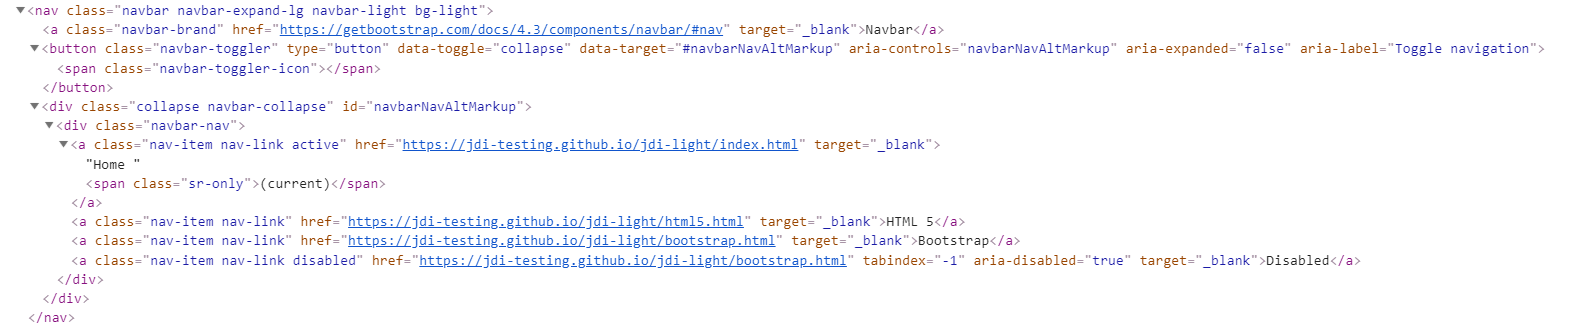 ▼<nav class="navbar navbar-expand-lg navbar-light bg-light">
<a class="navbar-brand" href="https://getbootstrap.com/docs/4.3/components/navbar/#nav" target="_blank">Navbar</a>
▼<button class="navbar-toggler" type="button" data-toggle="collapse" data-target="#navbarNavAltMarkup" aria-controls="navbarNavAltMarkup" aria-expanded="false" aria-label="Toggle navigation">
<span class="navbar-toggler-icon"></span>
</button>
▼<div class="collapse navbar-collapse" id="navbarNavAltMarkup">
▼<div class="navbar-nav">
▼<a class="nav-item nav-link active" href="https://jdi-testing.github.io/jdi-light/index.html" target="_blank">
"Home "
<span class="sr-only">(current)</span>
</a>
<a class="nav-item nav-link" href="https://jdi-testing.github.io/jdi-light/html5.html" target="_blank">HTML 5</a>
<a class="nav-item nav-link" href="https://jdi-testing.github.io/jdi-light/bootstrap.html" target="_blank">Bootstrap</a>
<a class="nav-item nav-link disabled" href="https://jdi-testing.github.io/jdi-light/bootstrap.html" tabindex="-1" aria-disabled="true" target="_blank">Disabled</a>
</div>
</div>
</nav>